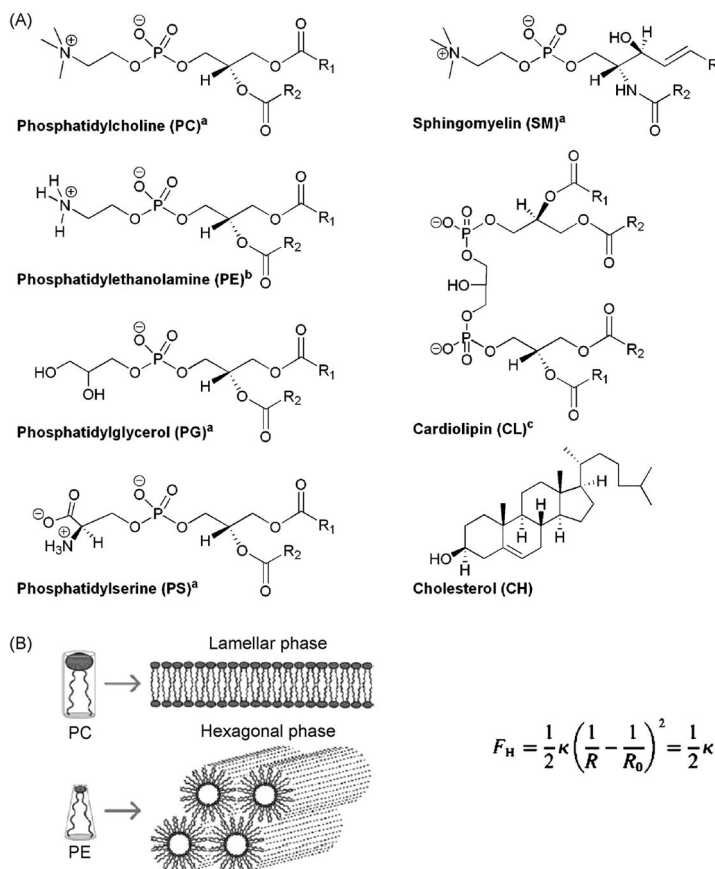 (A)
Phosphatidylcholine (PC)ᵃ
Sphingomyelin (SM)ᵃ
Phosphatidylethanolamine (PE)ᵇ
Phosphatidylglycerol (PG)ᵃ
Cardiolipin (CL)ᶜ
Phosphatidylserine (PS)ᵃ
Cholesterol (CH)
(B)
Lamellar phase
PC
Hexagonal phase
PE
F_H = 1/2 κ (1/R − 1/R₀)² = 1/2 κ